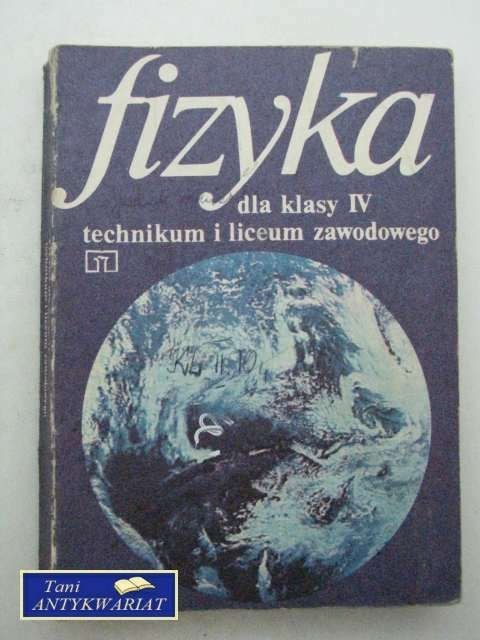 fizyka
dla klasy IV
technikum i liceum zawodowego
Tani
ANTYKWARIAT